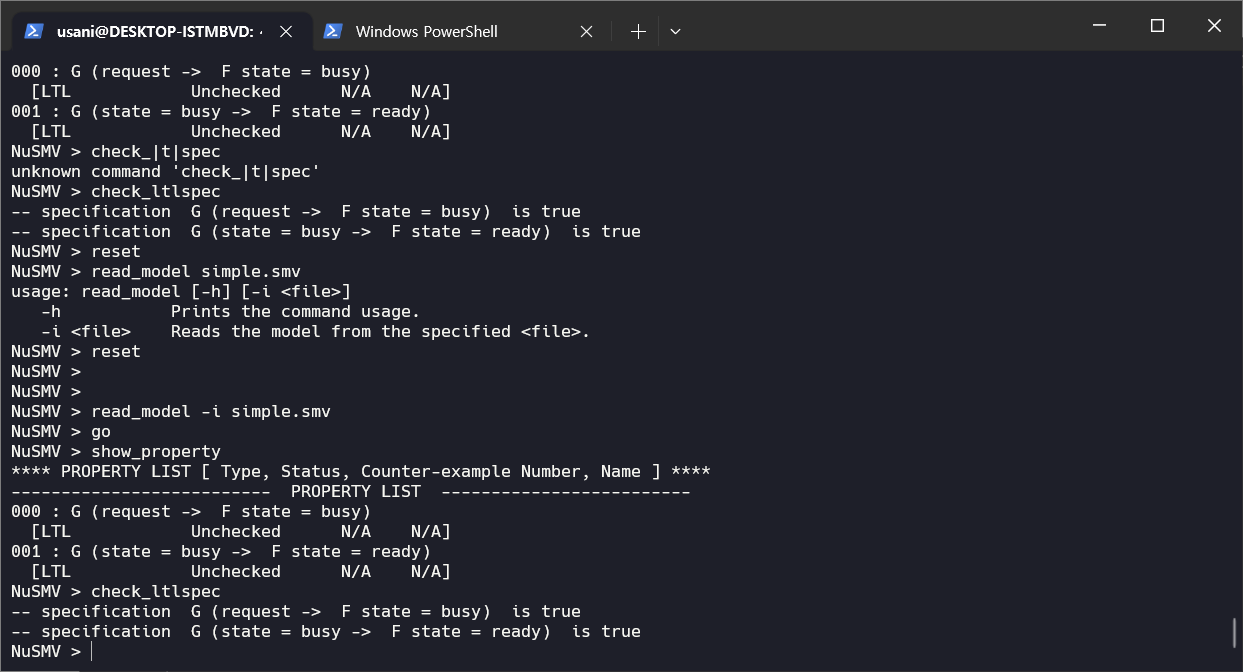 usani@DESKTOP-ISTMBVD:
Windows PowerShell
000 : G (request ->  F state = busy)
  [LTL            Unchecked      N/A    N/A]
001 : G (state = busy ->  F state = ready)
  [LTL            Unchecked      N/A    N/A]
NuSMV > check_|t|spec
unknown command 'check_|t|spec'
NuSMV > check_ltlspec
-- specification  G (request ->  F state = busy)  is true
-- specification  G (state = busy ->  F state = ready)  is true
NuSMV > reset
NuSMV > read_model simple.smv
usage: read_model [-h] [-i <file>]
   -h           Prints the command usage.
   -i <file>    Reads the model from the specified <file>.
NuSMV > reset
NuSMV >
NuSMV >
NuSMV > read_model -i simple.smv
NuSMV > go
NuSMV > show_property
**** PROPERTY LIST [ Type, Status, Counter-example Number, Name ] ****
--------------------------  PROPERTY LIST  -------------------------
000 : G (request ->  F state = busy)
  [LTL            Unchecked      N/A    N/A]
001 : G (state = busy ->  F state = ready)
  [LTL            Unchecked      N/A    N/A]
NuSMV > check_ltlspec
-- specification  G (request ->  F state = busy)  is true
-- specification  G (state = busy ->  F state = ready)  is true
NuSMV >